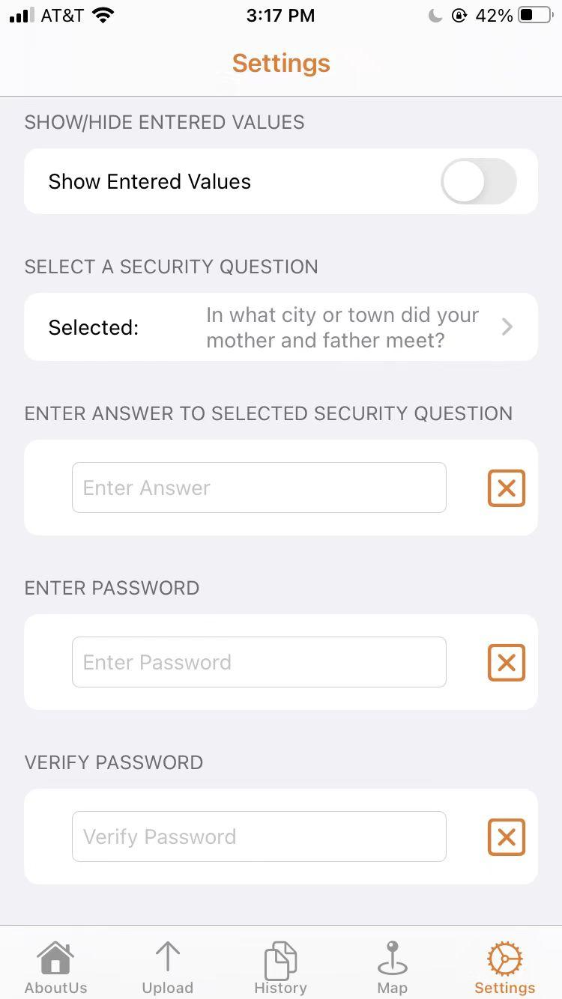 AT&T 3:17 PM 42%
Settings
SHOW/HIDE ENTERED VALUES
Show Entered Values
SELECT A SECURITY QUESTION
Selected: In what city or town did your
mother and father meet?
ENTER ANSWER TO SELECTED SECURITY QUESTION
Enter Answer
ENTER PASSWORD
Enter Password
VERIFY PASSWORD
Verify Password
AboutUs Upload History Map Settings